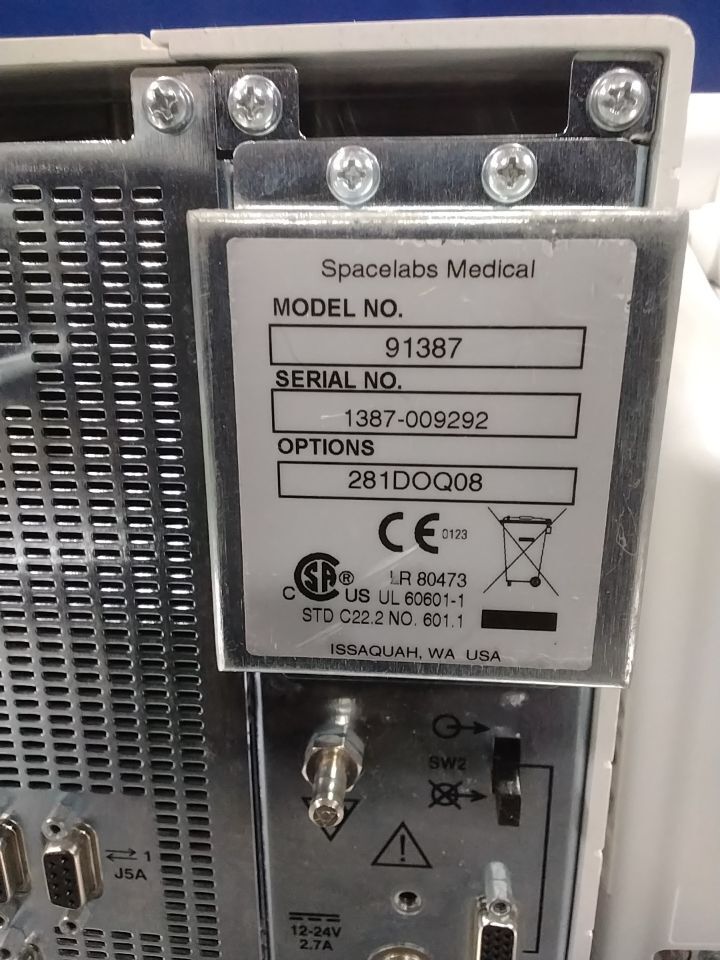 Spacelabs Medical
MODEL NO.
91387
SERIAL NO.
1387-009292
OPTIONS
281DOQ08
CE 0123
SA ®
C US
LR 80473
UL 60601-1
STD C22.2 NO. 601.1
ISSAQUAH, WA USA
SW2
1
J5A
12-24V
2.7A